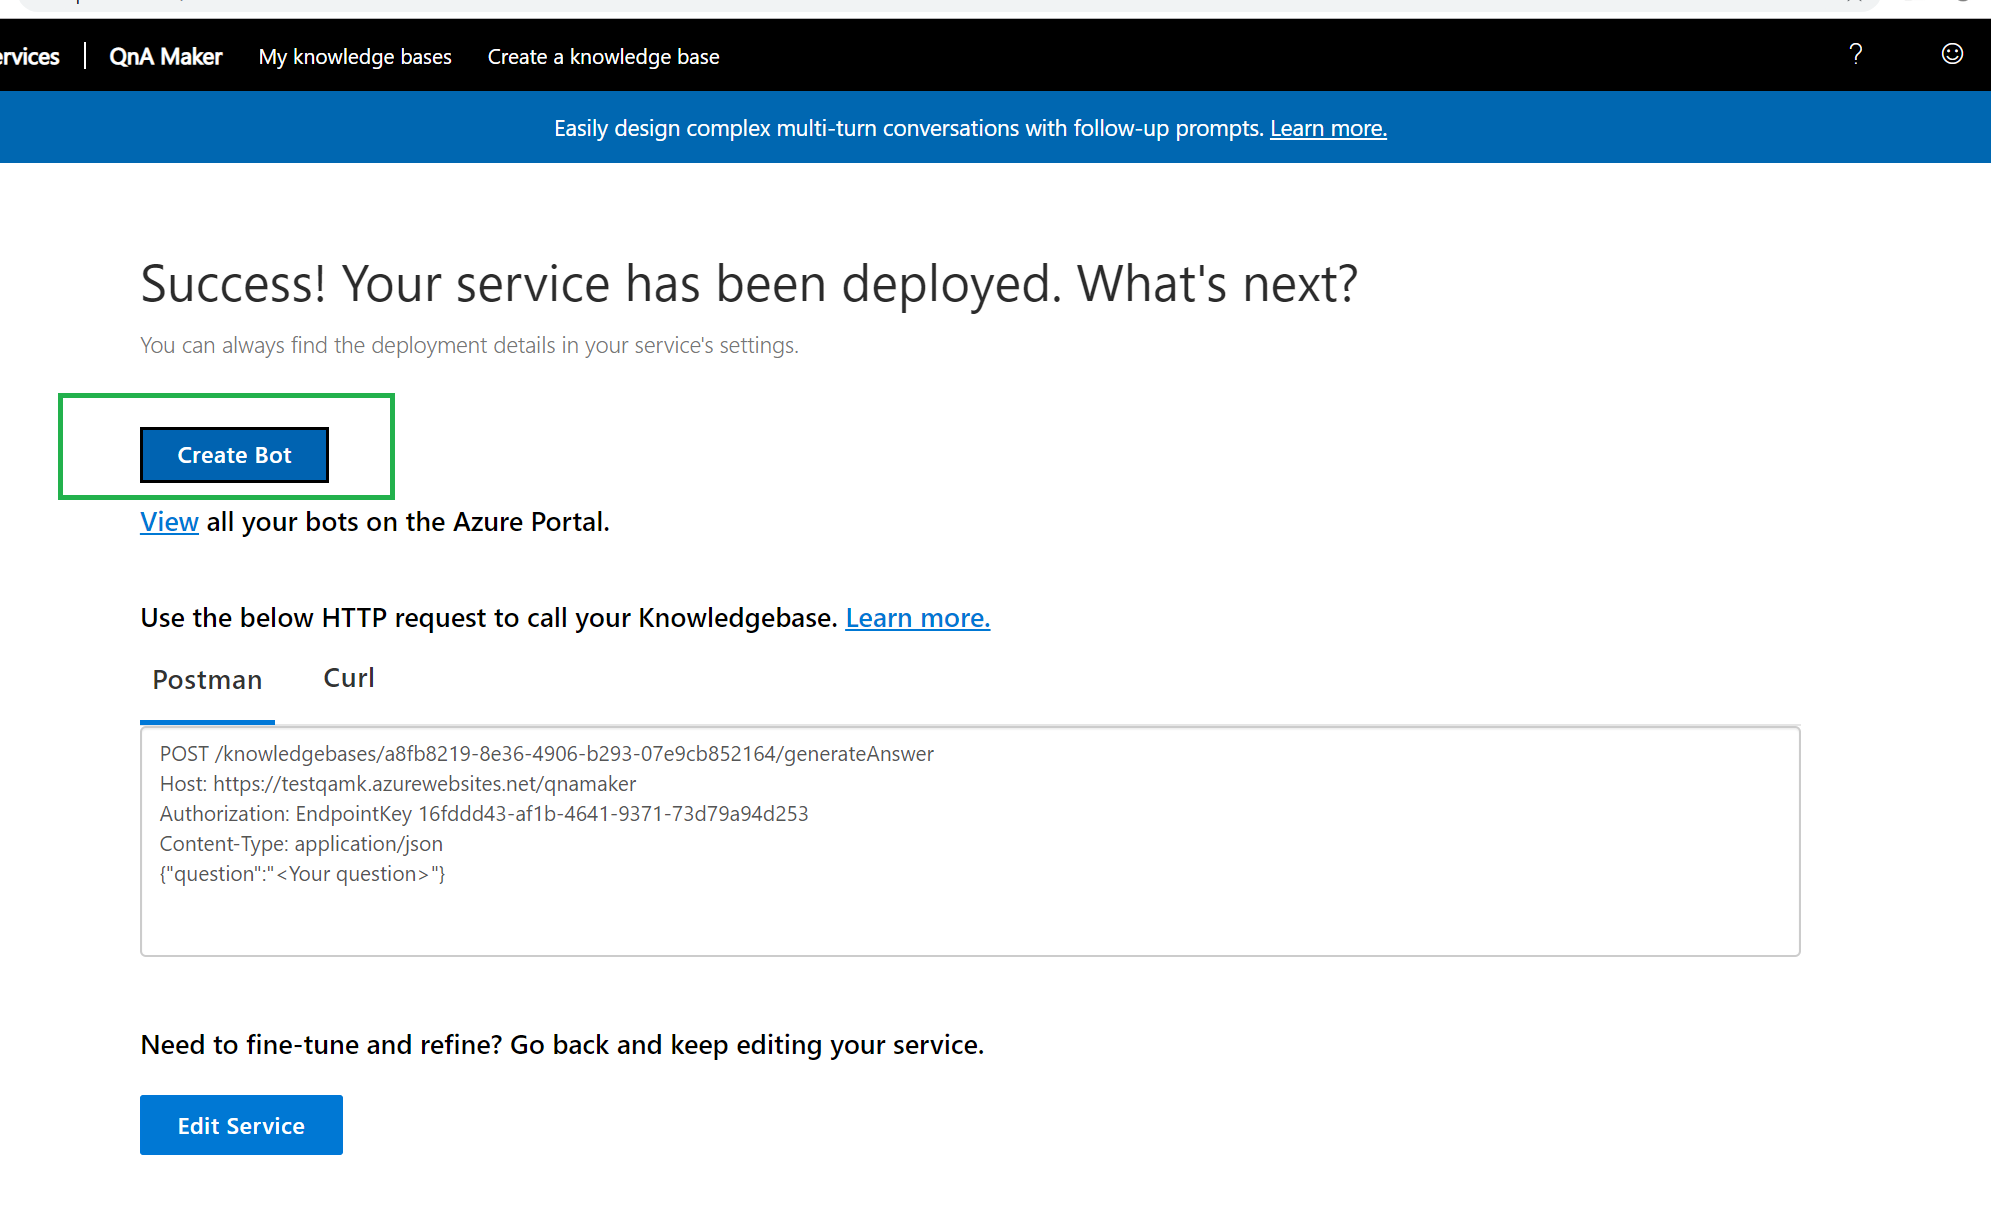 QnA Maker My knowledge bases Create a knowledge base ?
Easily design complex multi-turn conversations with follow-up prompts. Learn more.
Success! Your service has been deployed. What's next?
You can always find the deployment details in your service's settings.
Create Bot
View all your bots on the Azure Portal.
Use the below HTTP request to call your Knowledgebase. Learn more.
Postman Curl
POST /knowledgebases/a8fb8219-8e36-4906-b293-07e9cb852164/generateAnswer
Host: https://testqamk.azurewebsites.net/qnamaker
Authorization: EndpointKey 16fddd43-af1b-4641-9371-73d79a94d253
Content-Type: application/json
{"question":"<Your question>"}
Need to fine-tune and refine? Go back and keep editing your service.
Edit Service